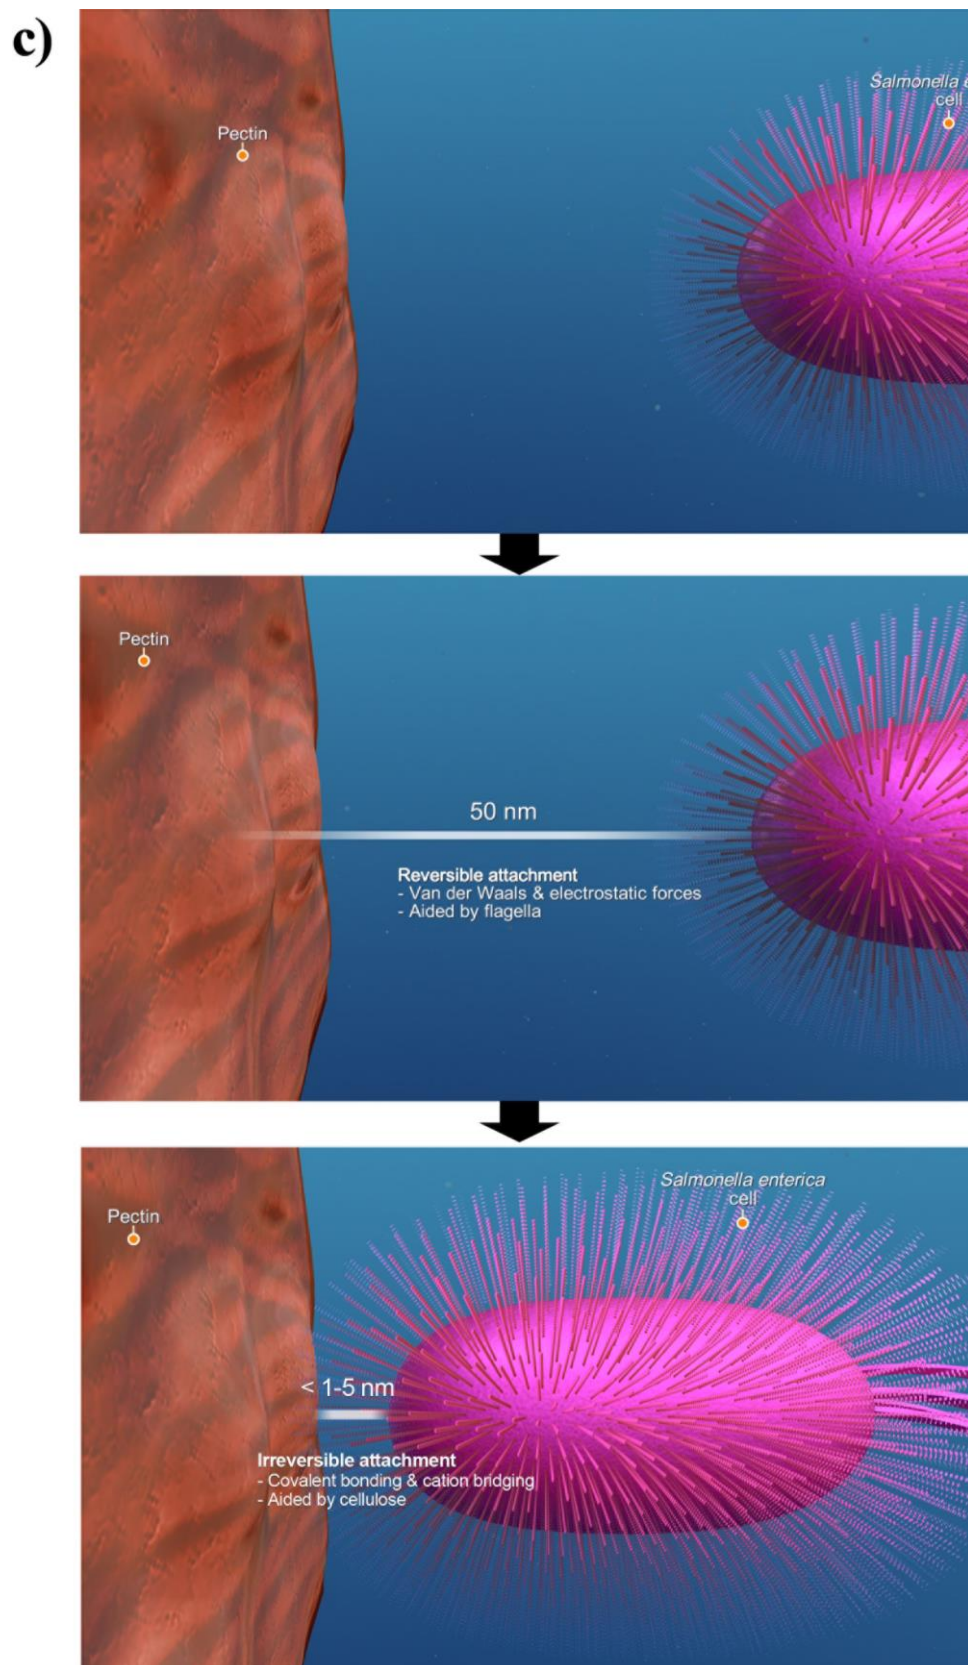 c)
Salmonella e
cell
Pectin
Pectin
50 nm
Reversible attachment
- Van der Waals & electrostatic forces
- Aided by flagella
Salmonella enterica
cell
Pectin
< 1-5 nm
Irreversible attachment
- Covalent bonding & cation bridging
- Aided by cellulose